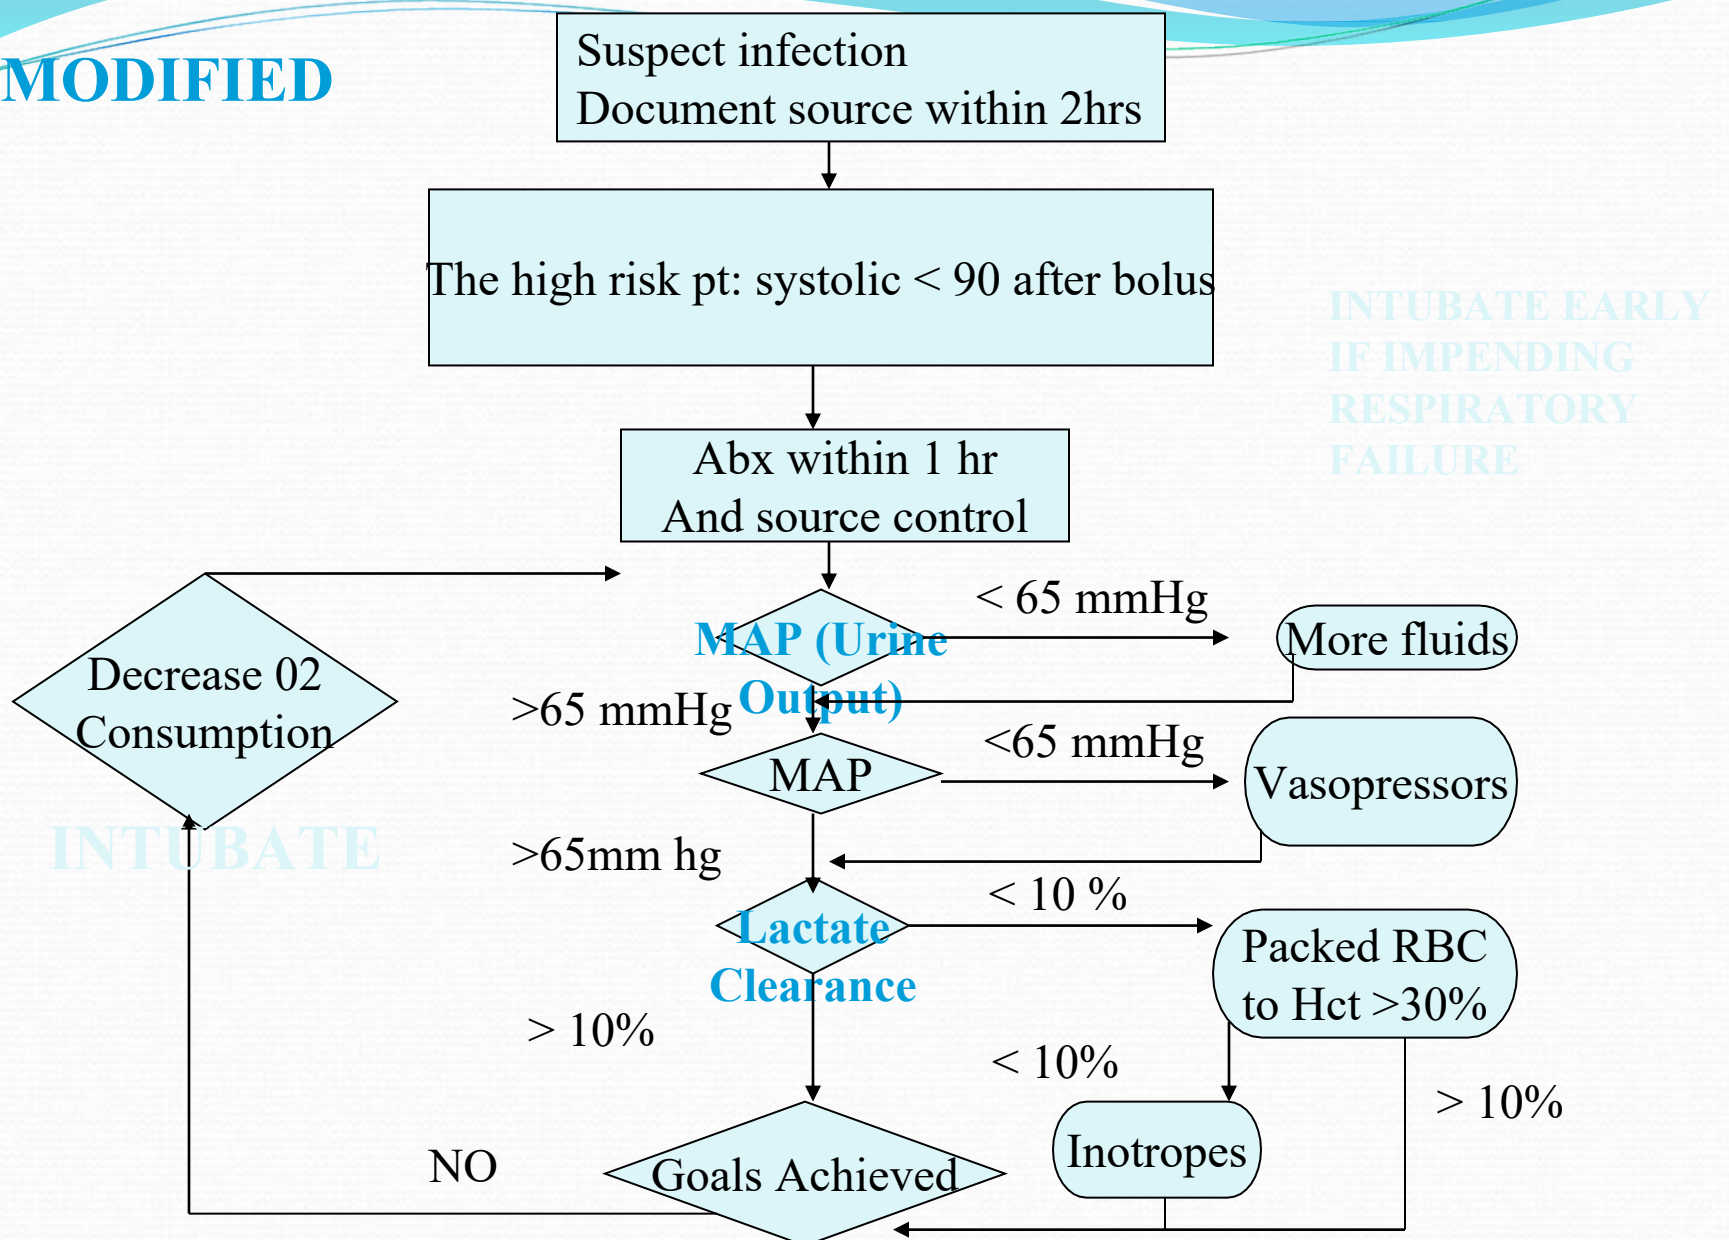 MODIFIED
Suspect infection
Document source within 2hrs
The high risk pt: systolic < 90 after bolus
INTUBATE EARLY
IF IMPENDING
RESPIRATORY
FAILURE
Abx within 1 hr
And source control
< 65 mmHg
MAP (Urine
Output)
More fluids
Decrease 02
Consumption
>65 mmHg
<65 mmHg
MAP
Vasopressors
INTUBATE
>65mm hg
< 10 %
Lactate
Clearance
Packed RBC
to Hct >30%
> 10%
< 10%
> 10%
Inotropes
NO
Goals Achieved